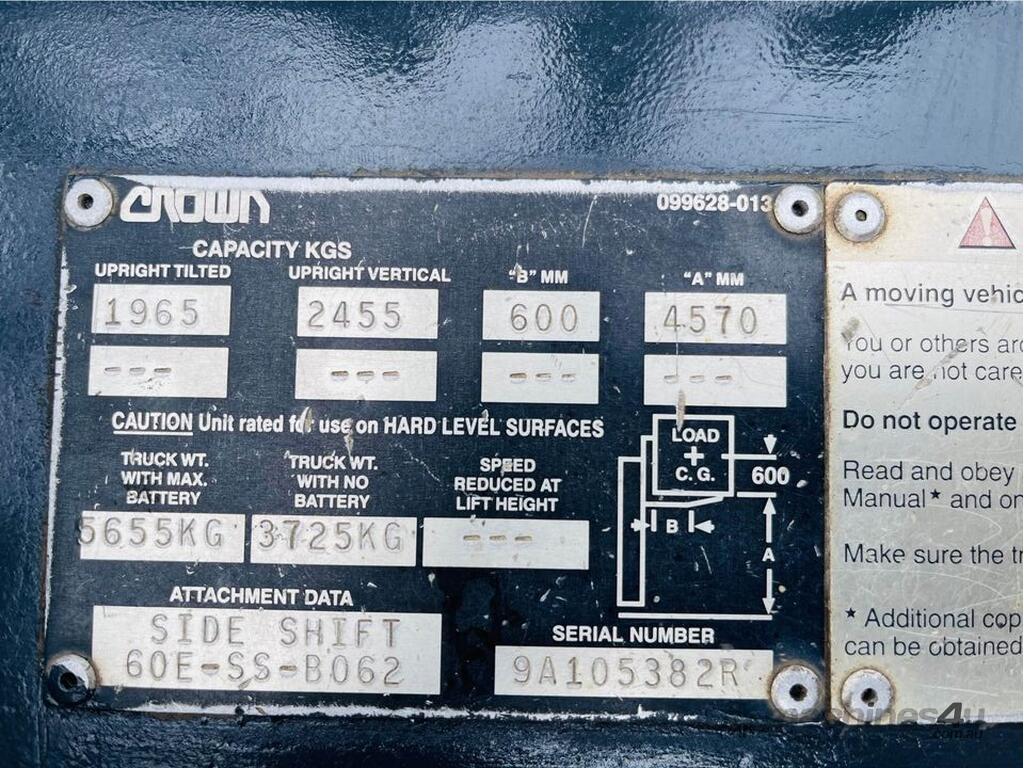 CROWN
099628-013
CAPACITY KGS
UPRIGHT TILTED UPRIGHT VERTICAL "B" MM "A" MM
1965 2455 600 4570
--- --- --- ---
CAUTION Unit rated for use on HARD LEVEL SURFACES
TRUCK WT.
WITH MAX.
BATTERY
TRUCK WT.
WITH NO
BATTERY
SPEED
REDUCED AT
LIFT HEIGHT
5655KG 3725KG ---
LOAD
+
C.G.
600
B
A
ATTACHMENT DATA
SIDE SHIFT
60E-SS-B062
SERIAL NUMBER
9A105382R
A moving vehic
You or others are
you are not care
Do not operate
Read and obey
Manual* and on
Make sure the tr
* Additional cop
can be obtained
machines4u
.com.au